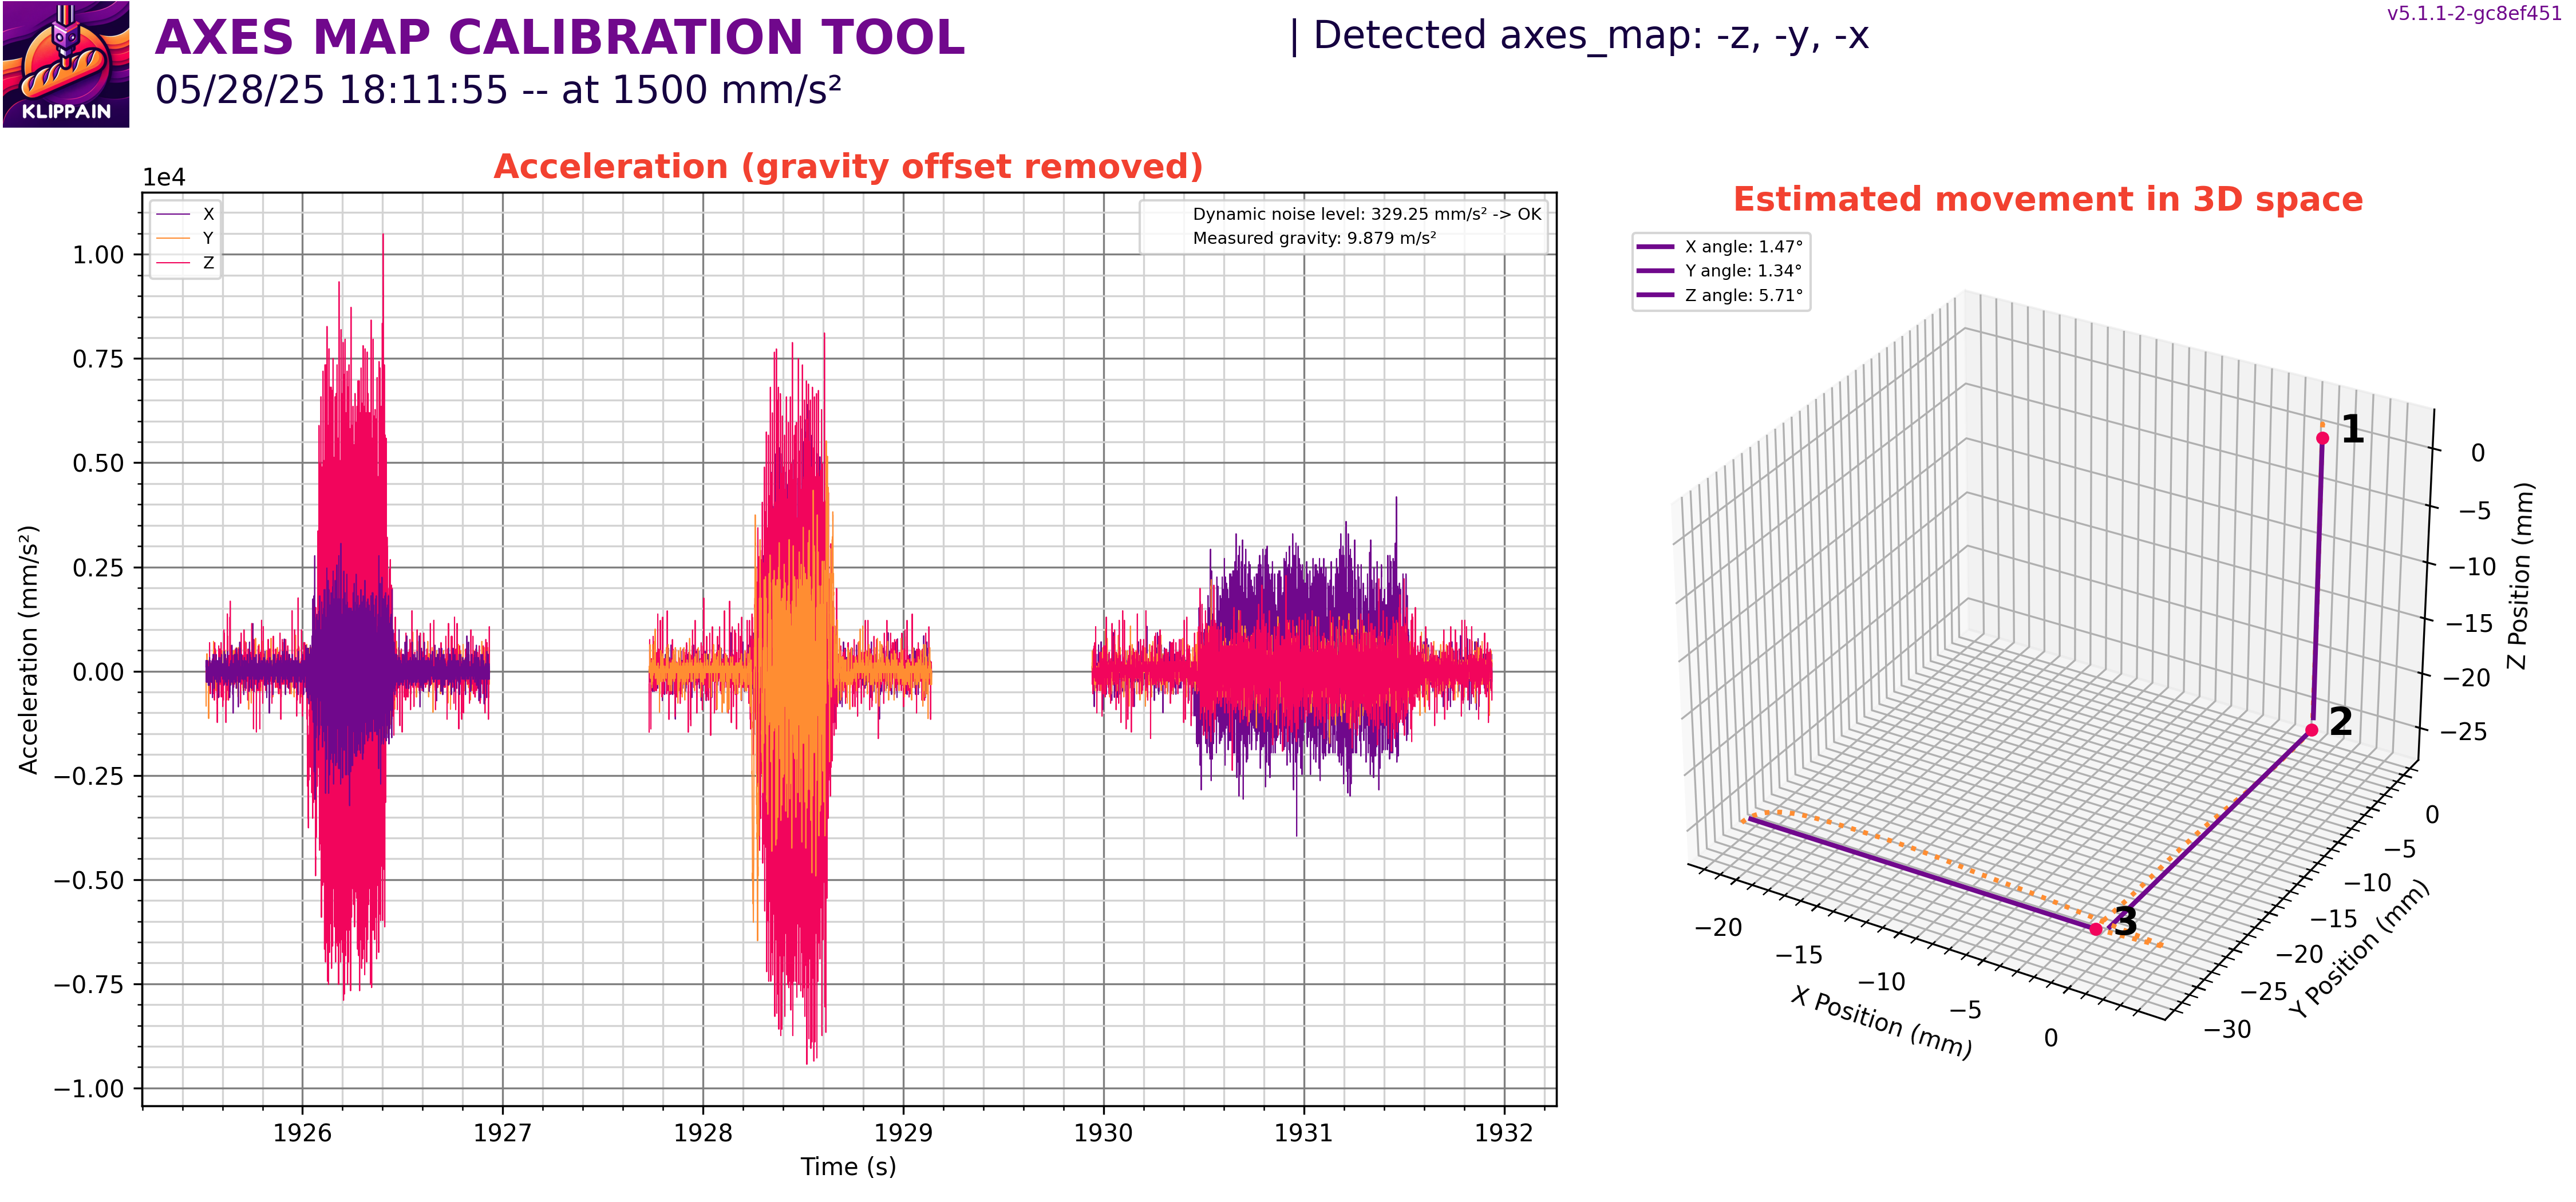 KLIPPAIN
AXES MAP CALIBRATION TOOL
05/28/25 18:11:55 -- at 1500 mm/s²
| Detected axes_map: -z, -y, -x
v5.1.1-2-gc8ef451
Acceleration (gravity offset removed)
1e4
X
Y
Z
Dynamic noise level: 329.25 mm/s² -> OK
Measured gravity: 9.879 m/s²
1.00
0.75
0.50
0.25
0.00
−0.25
−0.50
−0.75
−1.00
Acceleration (mm/s²)
1926
1927
1928
1929
1930
1931
1932
Time (s)
Estimated movement in 3D space
X angle: 1.47°
Y angle: 1.34°
Z angle: 5.71°
1
2
3
0
−5
−10
−15
−20
−25
Z Position (mm)
0
−5
−10
−15
−20
−25
−30
Y Position (mm)
−20
−15
−10
−5
0
X Position (mm)